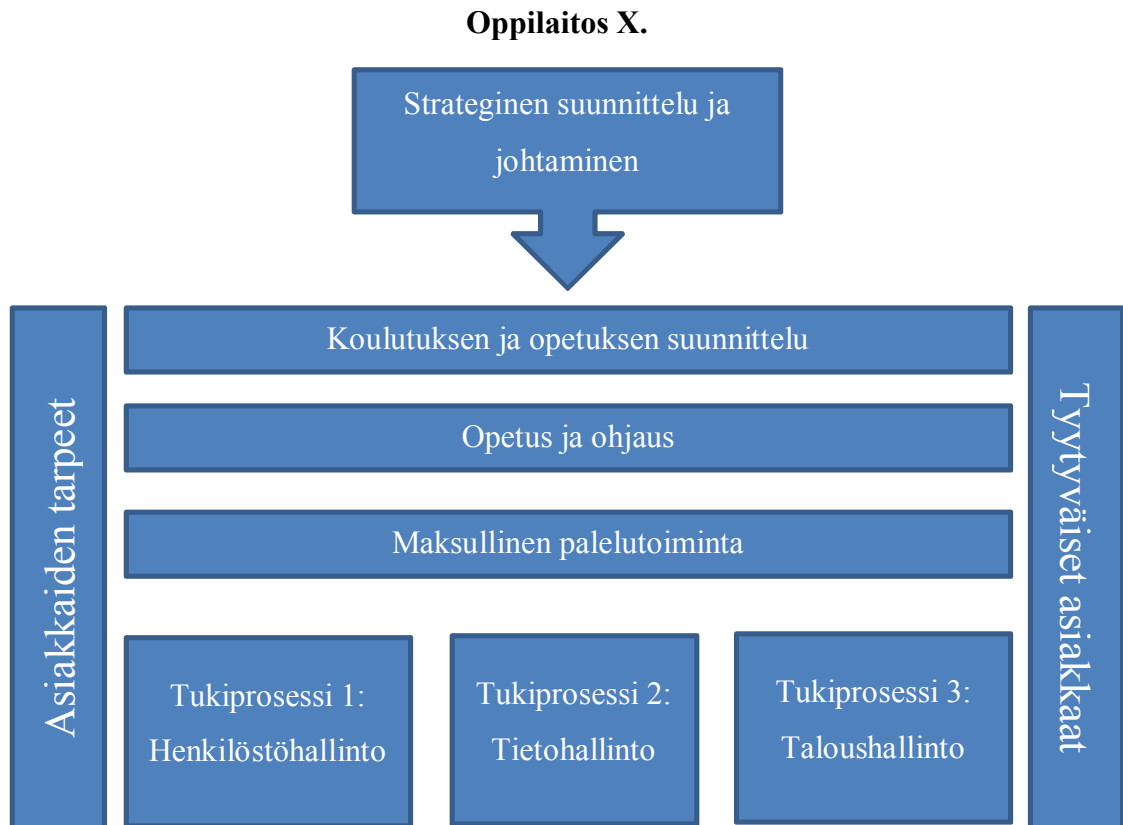 Oppilaitos X.
Strateginen suunnittelu ja
johtaminen
Asiakkaiden tarpeet
Koulutuksen ja opetuksen suunnittelu
Opetus ja ohjaus
Maksullinen palelutoiminta
Tukiprosessi 1:
Henkilöstöhallinto
Tukiprosessi 2:
Tietohallinto
Tukiprosessi 3:
Taloushallinto
Tyytyväiset asiakkaat